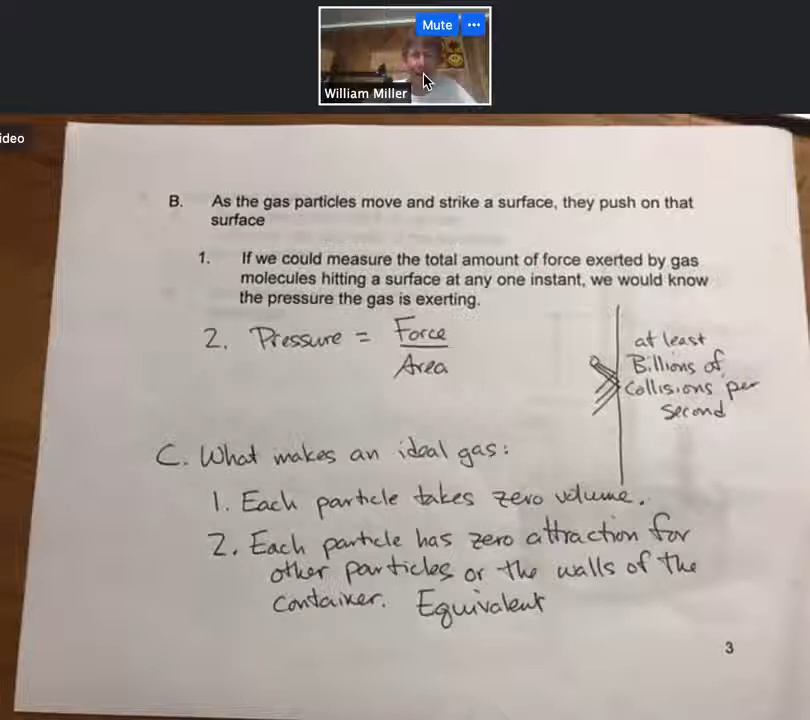 Mute
William Miller
ideo
B. As the gas particles move and strike a surface, they push on that
surface
1. If we could measure the total amount of force exerted by gas
molecules hitting a surface at any one instant, we would know
the pressure the gas is exerting.
2. Pressure = Force
Area
at least
Billions of
Collisions per
second
C. What makes an ideal gas:
1. Each particle takes zero volume.
2. Each particle has zero attraction for
other particles or the walls of the
container. Equivalent
3